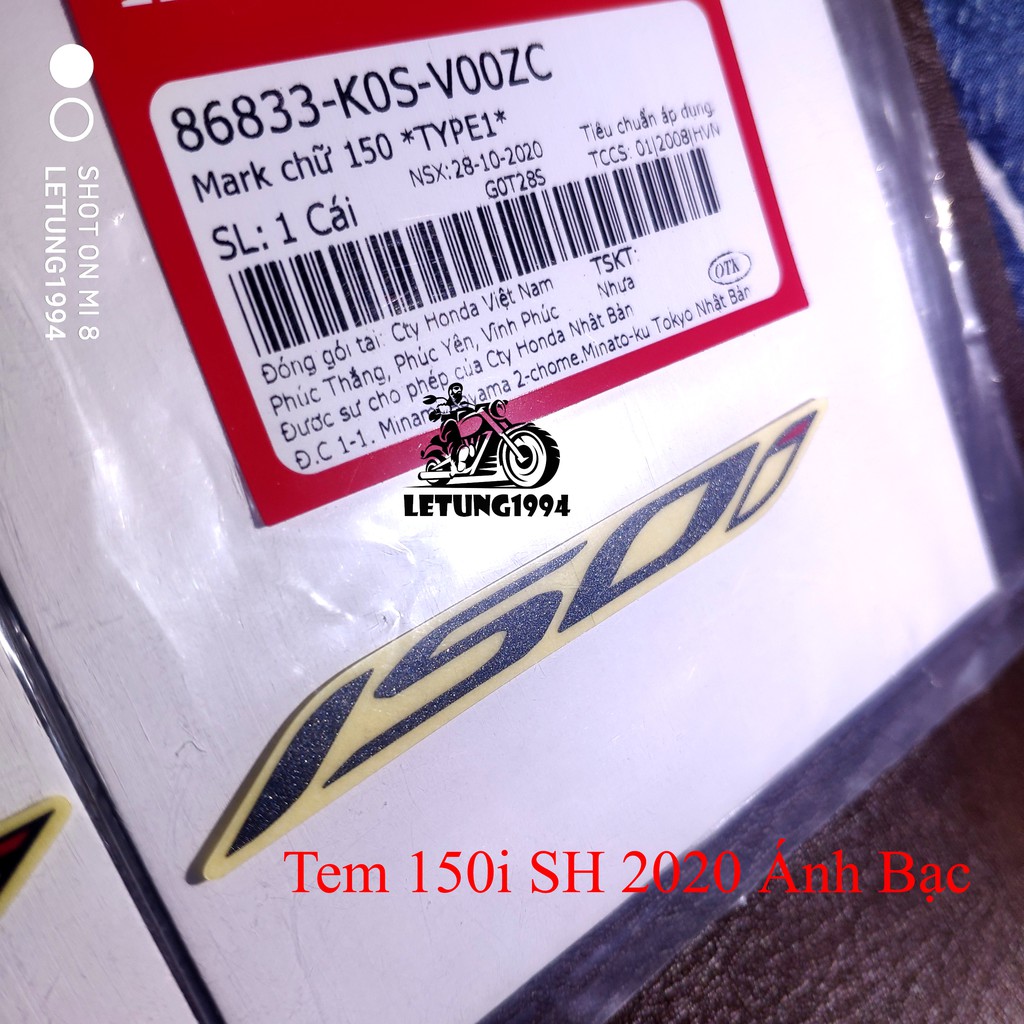 86833-K0S-V00ZC
Mark chữ 150 *TYPE1*
NSX:28-10-2020
Tiêu chuẩn áp dụng:
SL: 1 Cái
G0T28S
TCCS: 01|2008|HVN
Đóng gói tại: Cty Honda Việt Nam
TSKT:
Phúc Thắng, Phúc Yên, Vĩnh Phúc
Nhựa
OTK
Được sự cho phép của Cty Honda Nhật Bản
Đ.C 1-1. 2-chome.Minato-ku Tokyo Nhật Bản
LETUNG1994
150i
Tem 150i SH 2020 Ánh Bạc
SHOT ON MI 8
LETUNG1994